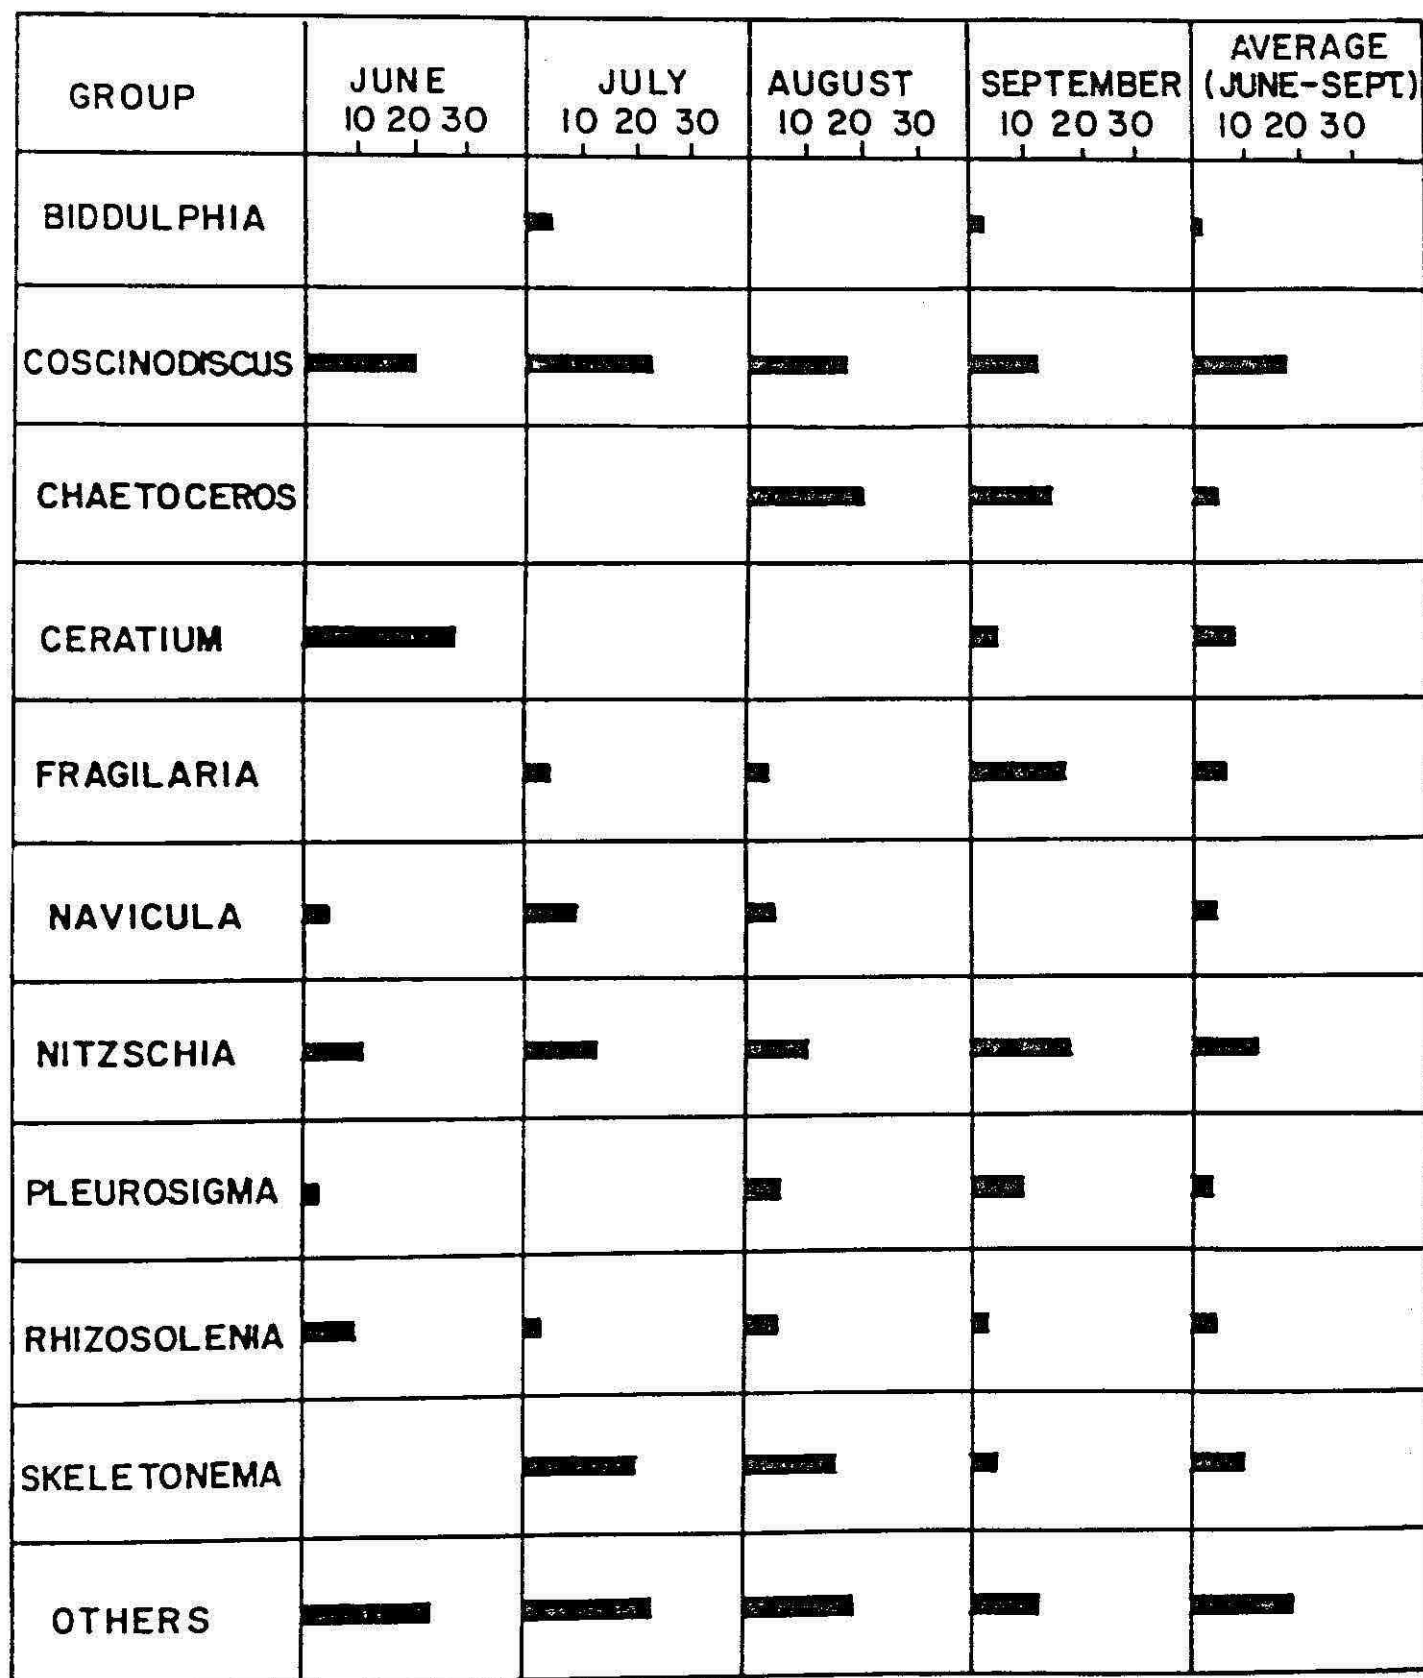 GROUP
JUNE
10 20 30
JULY
10 20 30
AUGUST
10 20 30
SEPTEMBER
10 20 30
AVERAGE
(JUNE-SEPT)
10 20 30
BIDDULPHIA
COSCINODISCUS
CHAETOCEROS
CERATIUM
FRAGILARIA
NAVICULA
NITZSCHIA
PLEUROSIGMA
RHIZOSOLENIA
SKELETONEMA
OTHERS